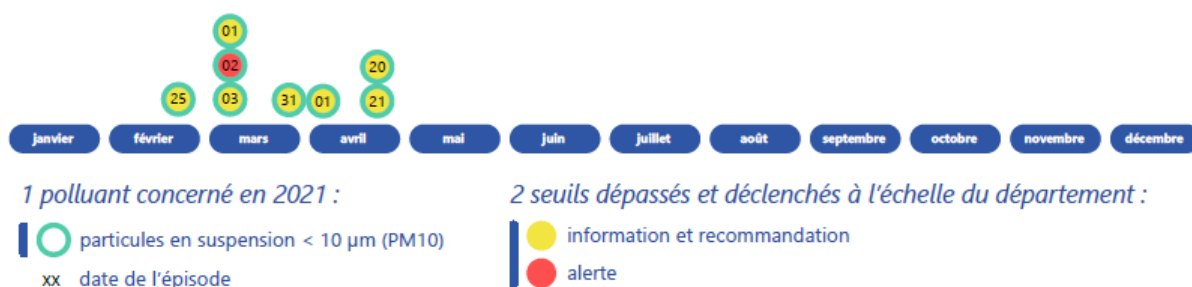 01
02
20
25
03
31
01
21
janvier
février
mars
avril
mai
juin
juillet
août
septembre
octobre
novembre
décembre
1 polluant concerné en 2021 :
particules en suspension < 10 µm (PM10)
xx date de l'épisode
2 seuils dépassés et déclenchés à l'échelle du département :
information et recommandation
alerte